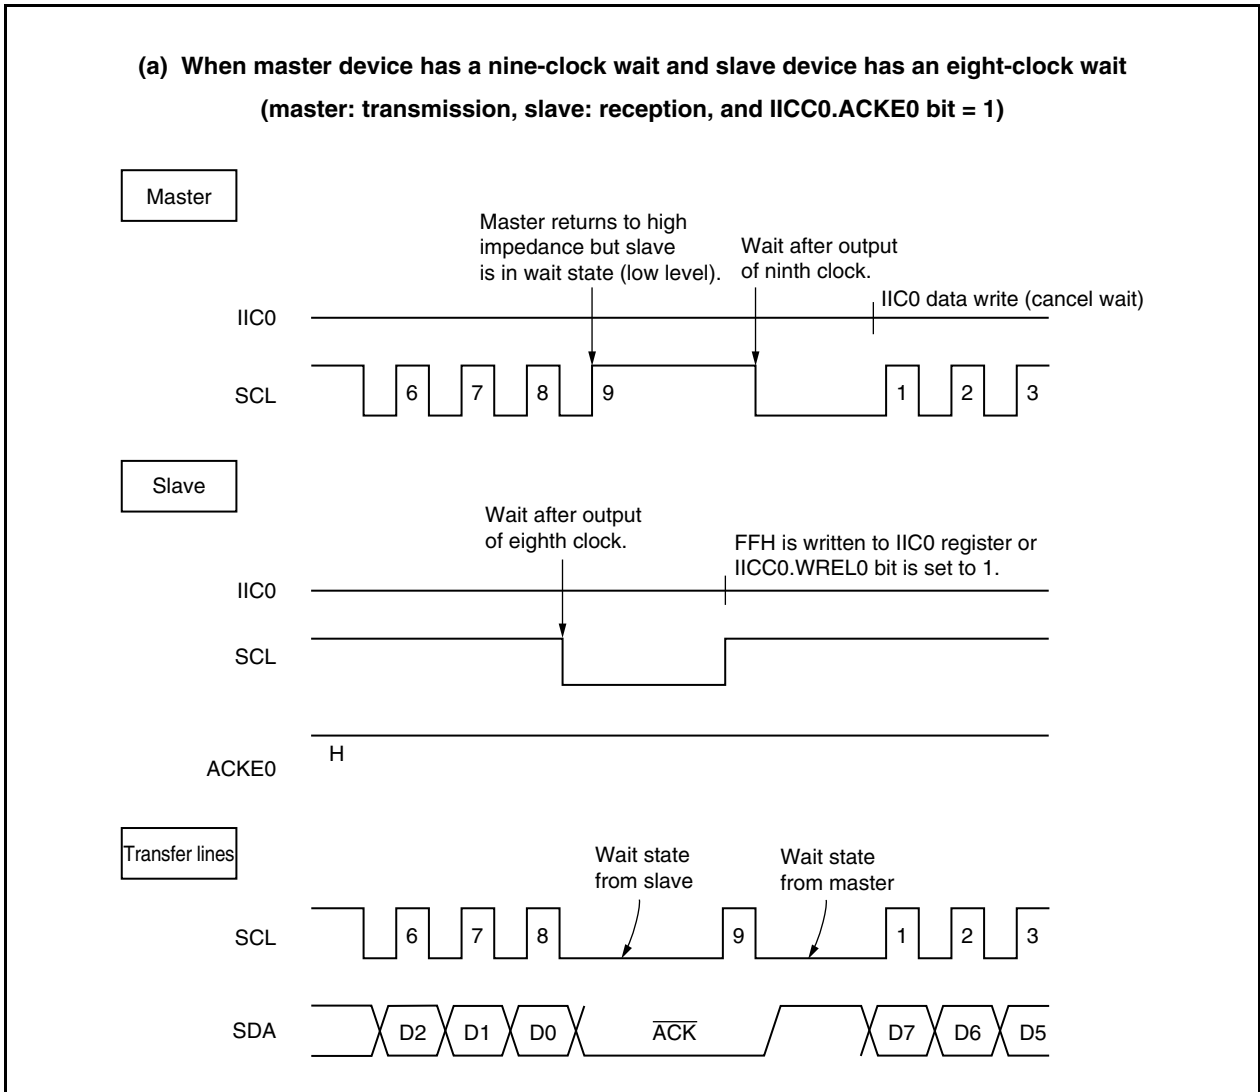 (a) When master device has a nine-clock wait and slave device has an eight-clock wait
(master: transmission, slave: reception, and IICC0.ACKE0 bit = 1)
Master
Master returns to high
impedance but slave
is in wait state (low level).
Wait after output
of ninth clock.
IIC0 data write (cancel wait)
IIC0
SCL
6 7 8 9 1 2 3
Slave
Wait after output
of eighth clock.
FFH is written to IIC0 register or
IICC0.WREL0 bit is set to 1.
IIC0
SCL
H
ACKE0
Transfer lines
Wait state
from slave
Wait state
from master
SCL
6 7 8 9 1 2 3
SDA
D2 D1 D0 A̅C̅K̅ D7 D6 D5